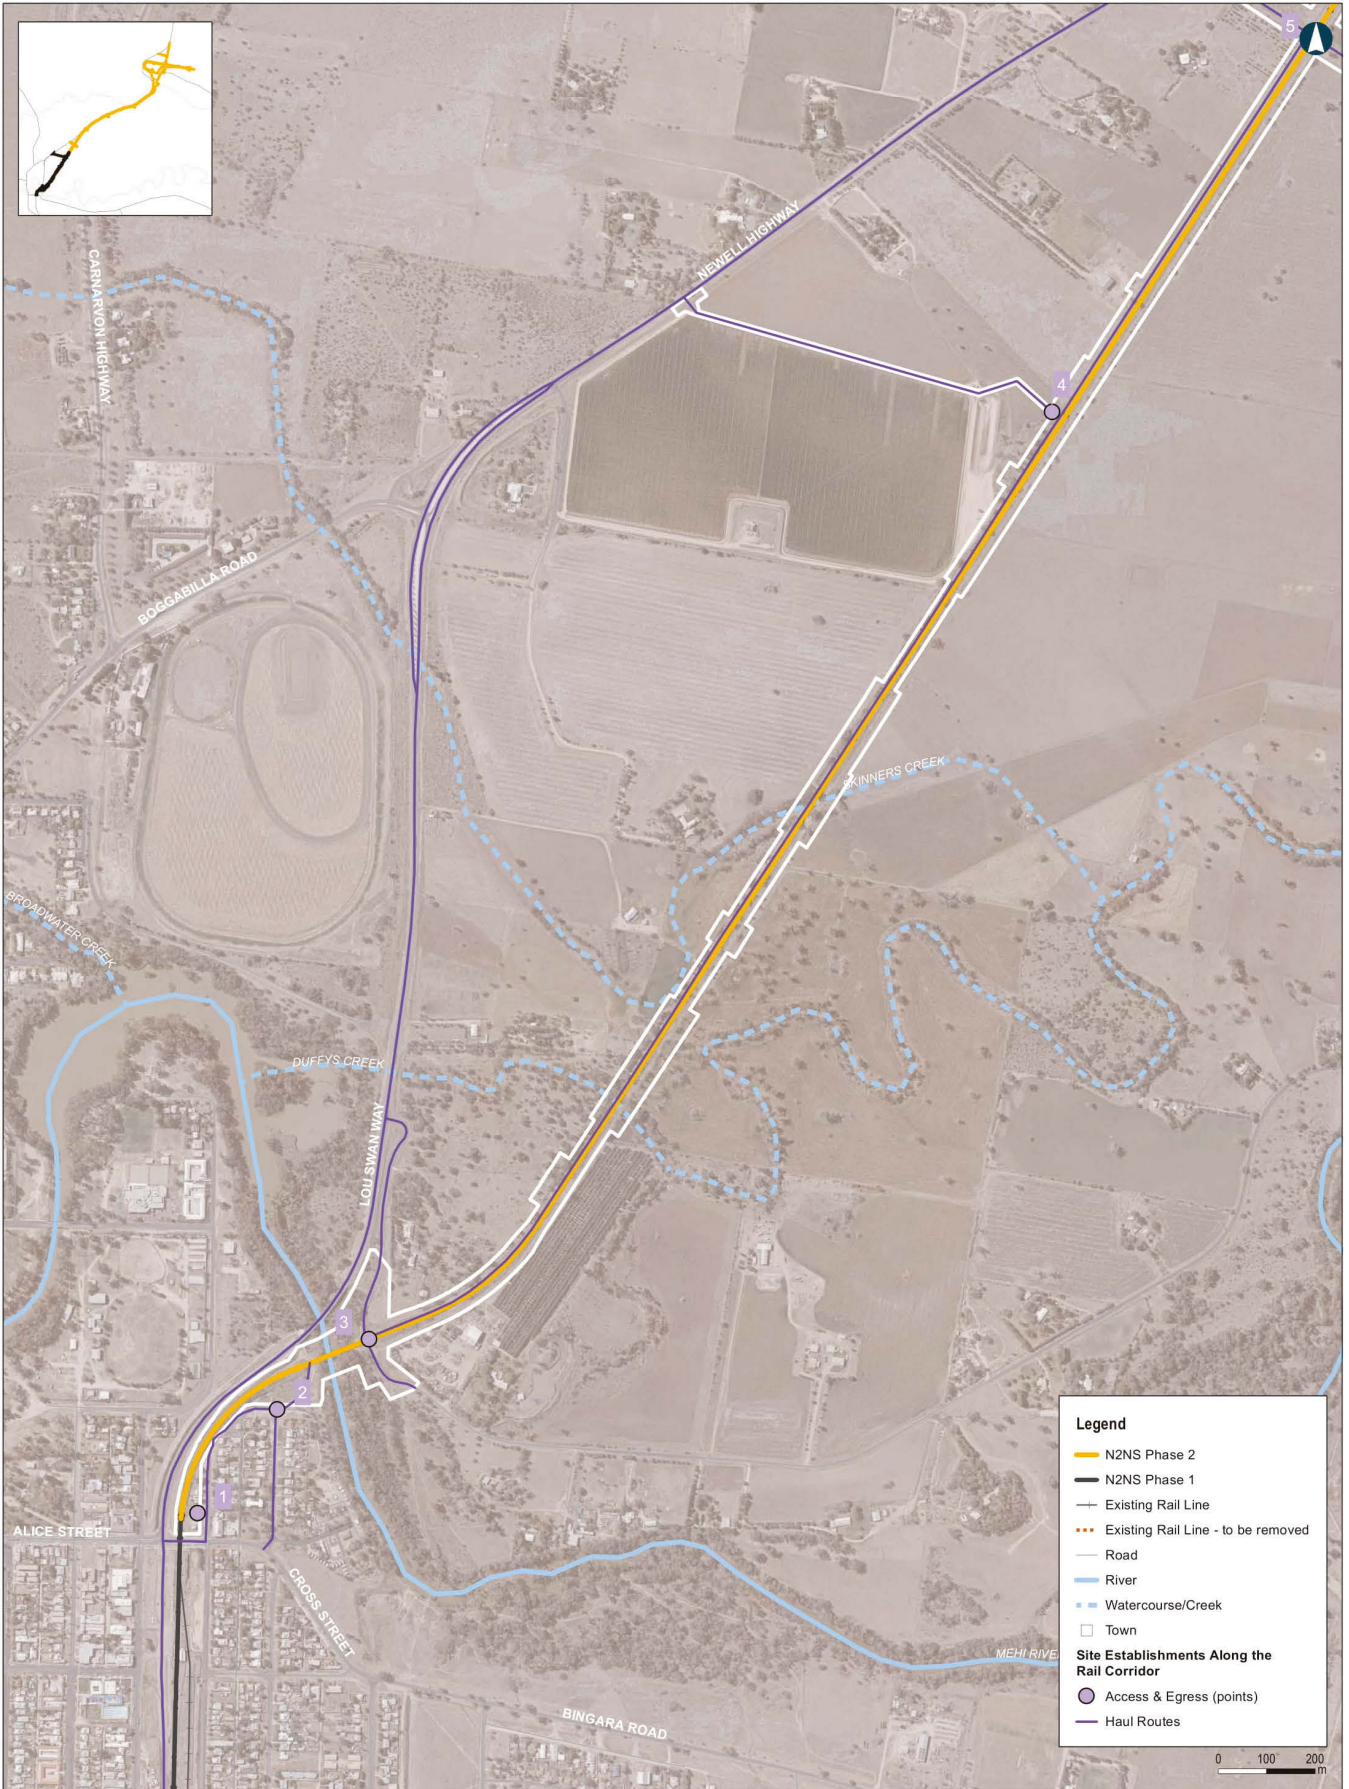 5
NEWELL HIGHWAY
CARNARVON HIGHWAY
4
BOGGABILLA ROAD
SKINNERS CREEK
BROADWATER CREEK
DUFFYS CREEK
LOU SWAN WAY
3
2
1
ALICE STREET
CROSS STREET
MEHI RIVE
BINGARA ROAD
Legend
N2NS Phase 2
N2NS Phase 1
Existing Rail Line
Existing Rail Line - to be removed
Road
River
Watercourse/Creek
Town
Site Establishments Along the
Rail Corridor
Access & Egress (points)
Haul Routes
0 100 200
m